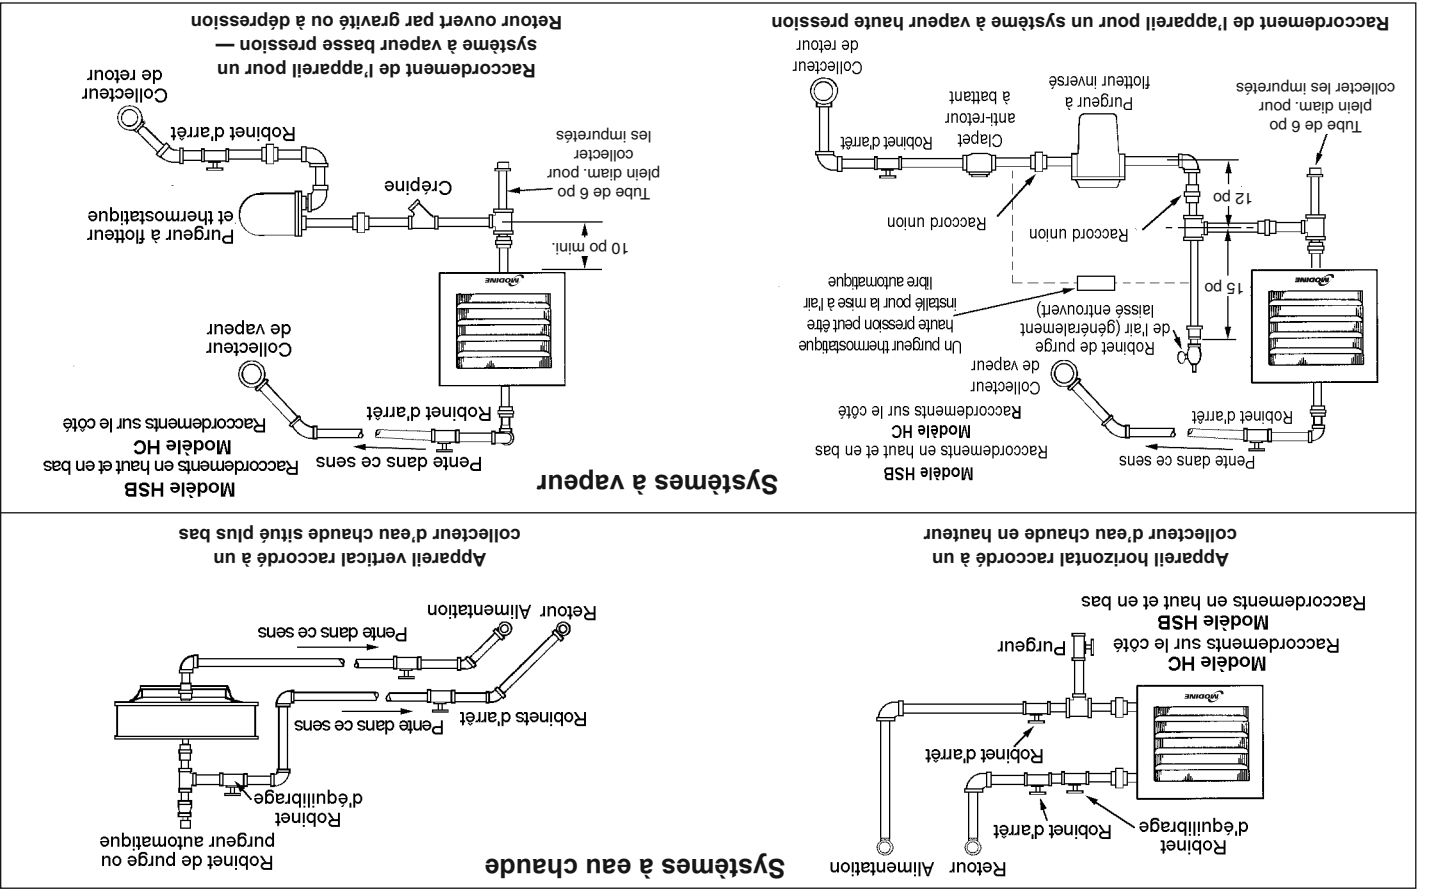 Systèmes à eau chaude
Retour
Alimentation
Robinet
d'équilibrage
Robinet d'arrêt
Robinet d'arrêt
MODINE
Purgeur
Modèle HC
Raccordements sur le côté
Modèle HSB
Raccordements en haut et en bas
Appareil horizontal raccordé à un
collecteur d'eau chaude en hauteur
Robinet de purge ou
purgeur automatique
Robinet
d'équilibrage
Robinets d'arrêt
Pente dans ce sens
Pente dans ce sens
Retour
Alimentation
Appareil vertical raccordé à un
collecteur d'eau chaude situé plus bas
Systèmes à vapeur
Modèle HSB
Raccordements en haut et en bas
Modèle HC
Raccordements sur le côté
Pente dans ce sens
Robinet d'arrêt
Collecteur
de vapeur
Robinet de purge
de l'air (généralement
laissé entrouvert)
Un purgeur thermostatique
haute pression peut être
installé pour la mise à l'air
libre automatique
MODINE
15 po
12 po
Raccord union
Raccord union
Tube de 6 po
plein diam. pour
collecter les impuretés
Purgeur à
flotteur inversé
Clapet
anti-retour
à battant
Robinet d'arrêt
Collecteur
de retour
Raccordement de l'appareil pour un système à vapeur haute pression
Modèle HSB
Raccordements en haut et en bas
Modèle HC
Raccordements sur le côté
Pente dans ce sens
Robinet d'arrêt
Collecteur
de vapeur
MODINE
10 po mini.
Tube de 6 po
plein diam. pour
collecter
les impuretés
Crépine
Purgeur à flotteur
et thermostatique
Robinet d'arrêt
Collecteur
de retour
Raccordement de l'appareil pour un
système à vapeur basse pression —
Retour ouvert par gravité ou à dépression